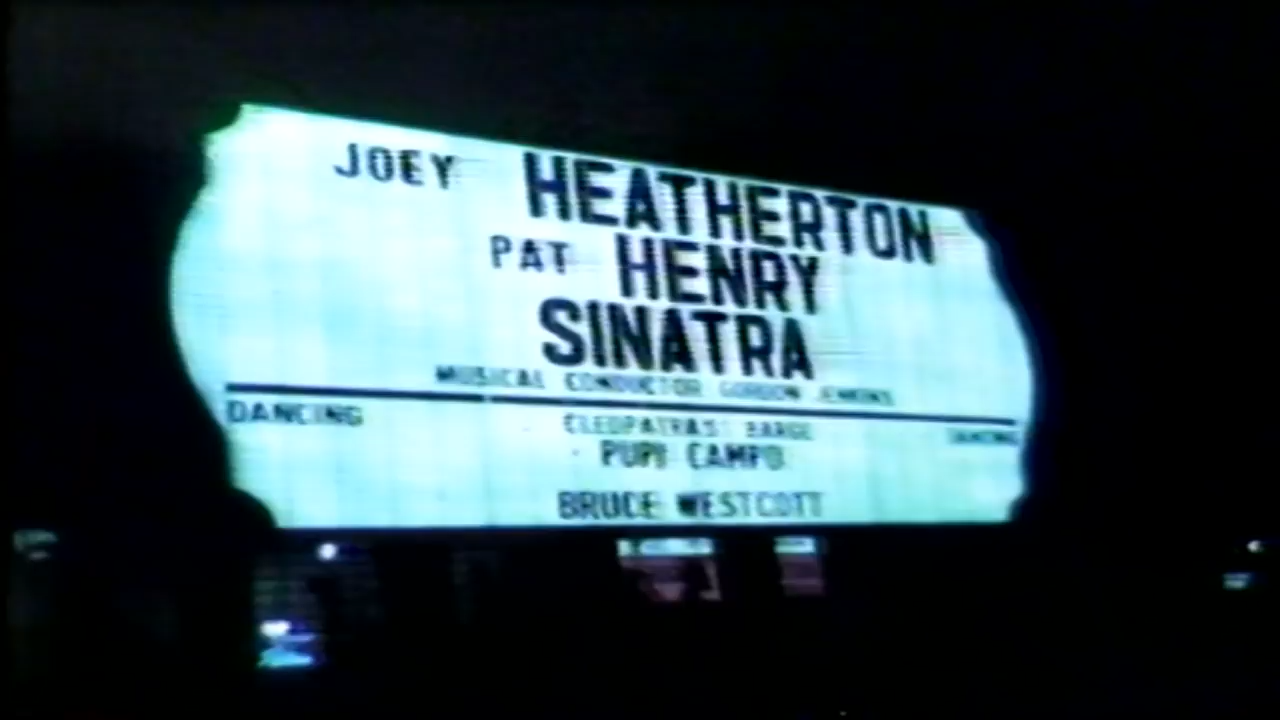 JOEY HEATHERTON
PAT HENRY
SINATRA
MUSICAL CONDUCTOR GORDON JENKINS
DANCING CLEOPATRAS' BARGE DANCING
PUPI CAMPO
BRUCE WESTCOTT